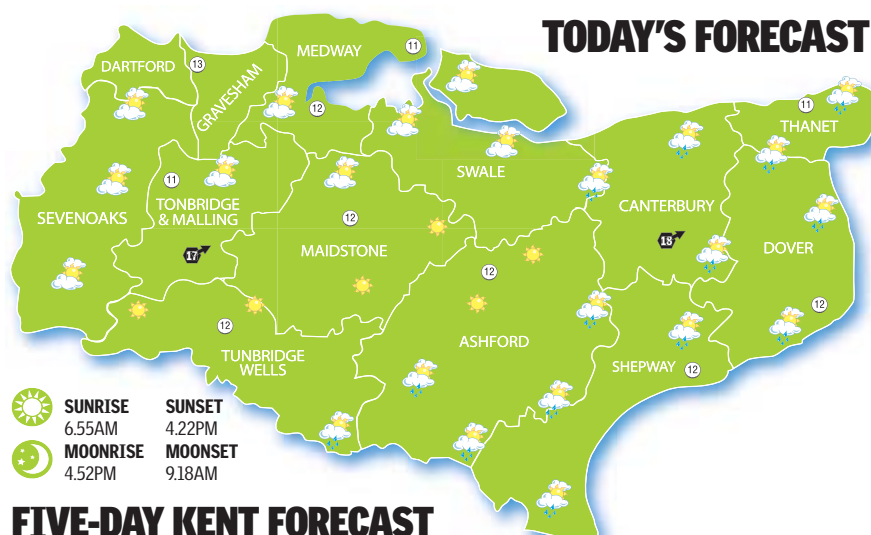 TODAY'S FORECAST
MEDWAY
11
DARTFORD
13
GRAVESHAM
12
11
THANET
SWALE
11
TONBRIDGE
& MALLING
SEVENOAKS
12
CANTERBURY
MAIDSTONE
17
18
DOVER
12
12
12
ASHFORD
TUNBRIDGE
WELLS
SHEPWAY
12
SUNRISE SUNSET
6.55AM 4.22PM
MOONRISE MOONSET
4.52PM 9.18AM
FIVE-DAY KENT FORECAST